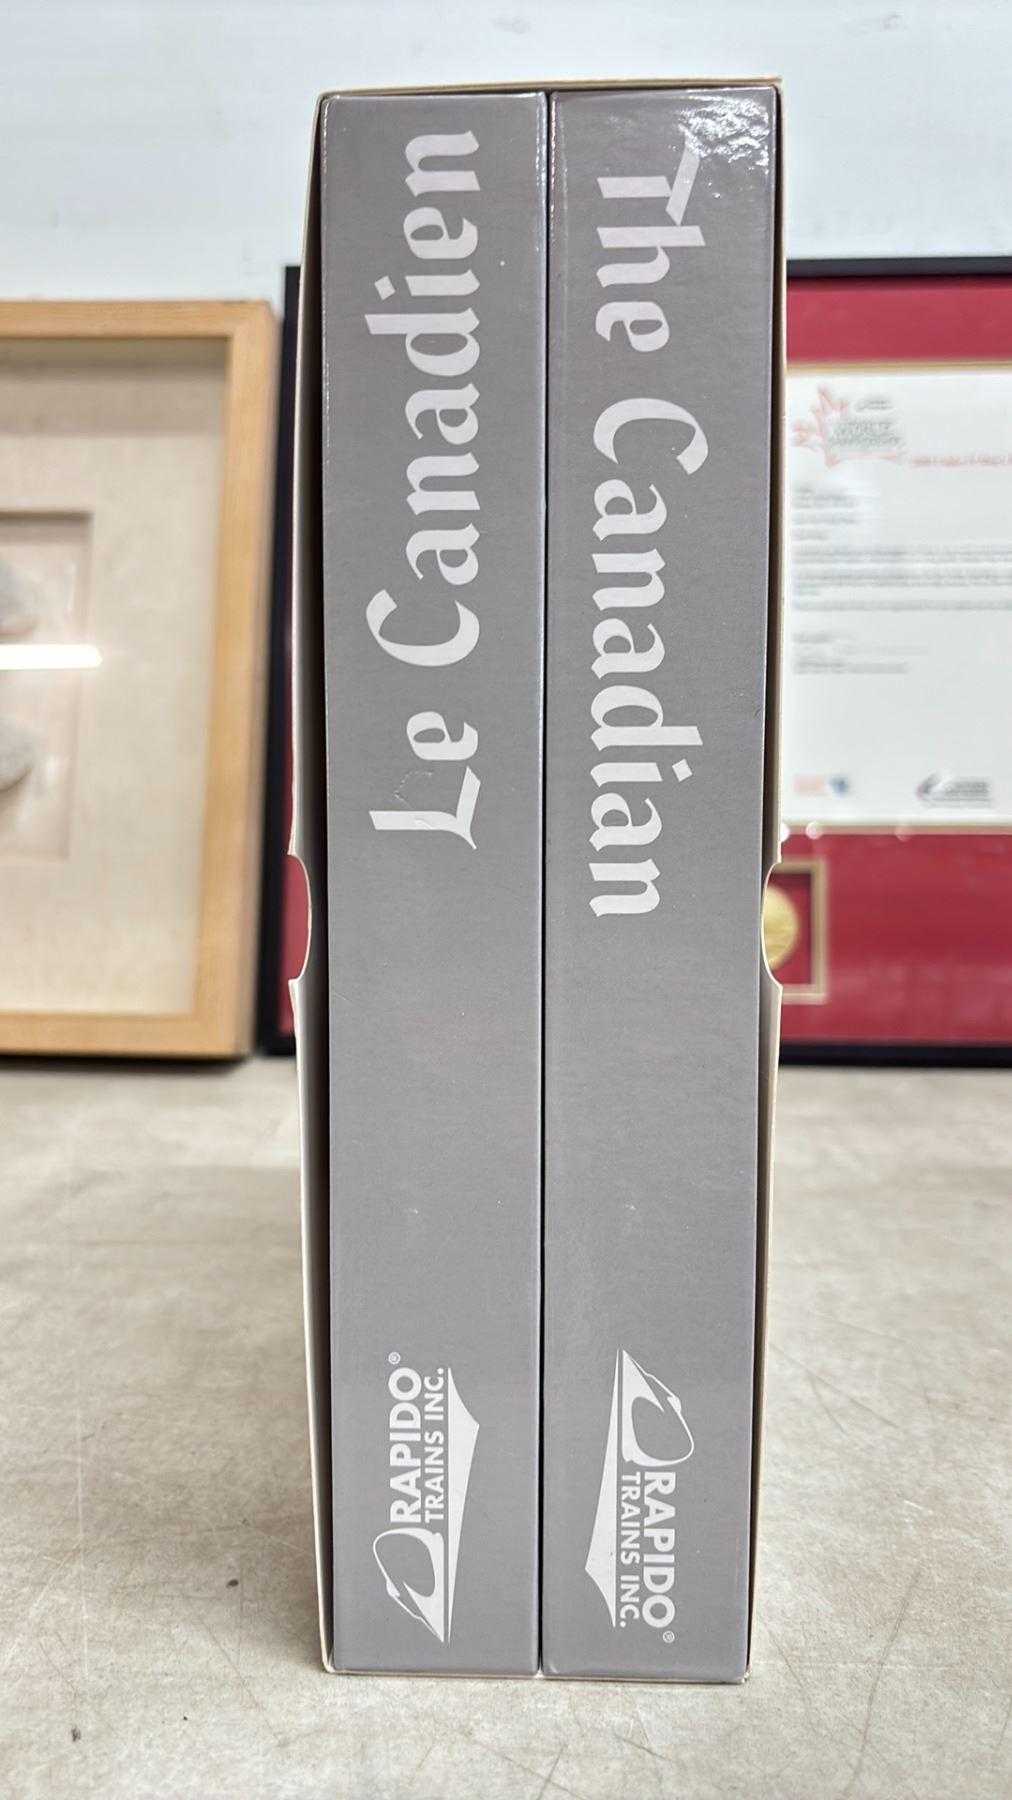 Le Canadien
RAPIDO®
TRAINS INC.
The Canadian
RAPIDO®
TRAINS INC.